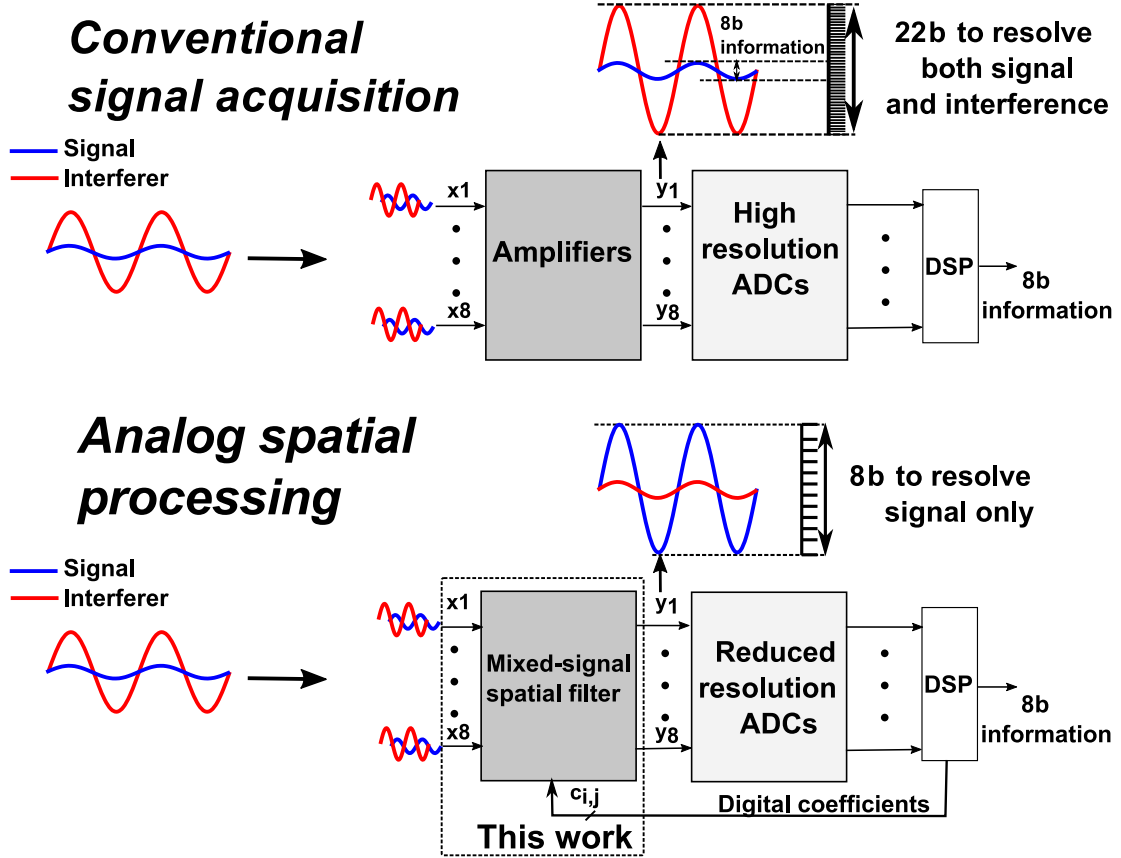 Conventional
signal acquisition
8b
information
22b to resolve
both signal
and interference
Signal
Interferer
x1
x8
Amplifiers
y1
y8
High
resolution
ADCs
DSP
8b
information
Analog spatial
processing
8b to resolve
signal only
Signal
Interferer
x1
x8
Mixed-signal
spatial filter
y1
y8
Reduced
resolution
ADCs
DSP
8b
information
ci,j
Digital coefficients
This work